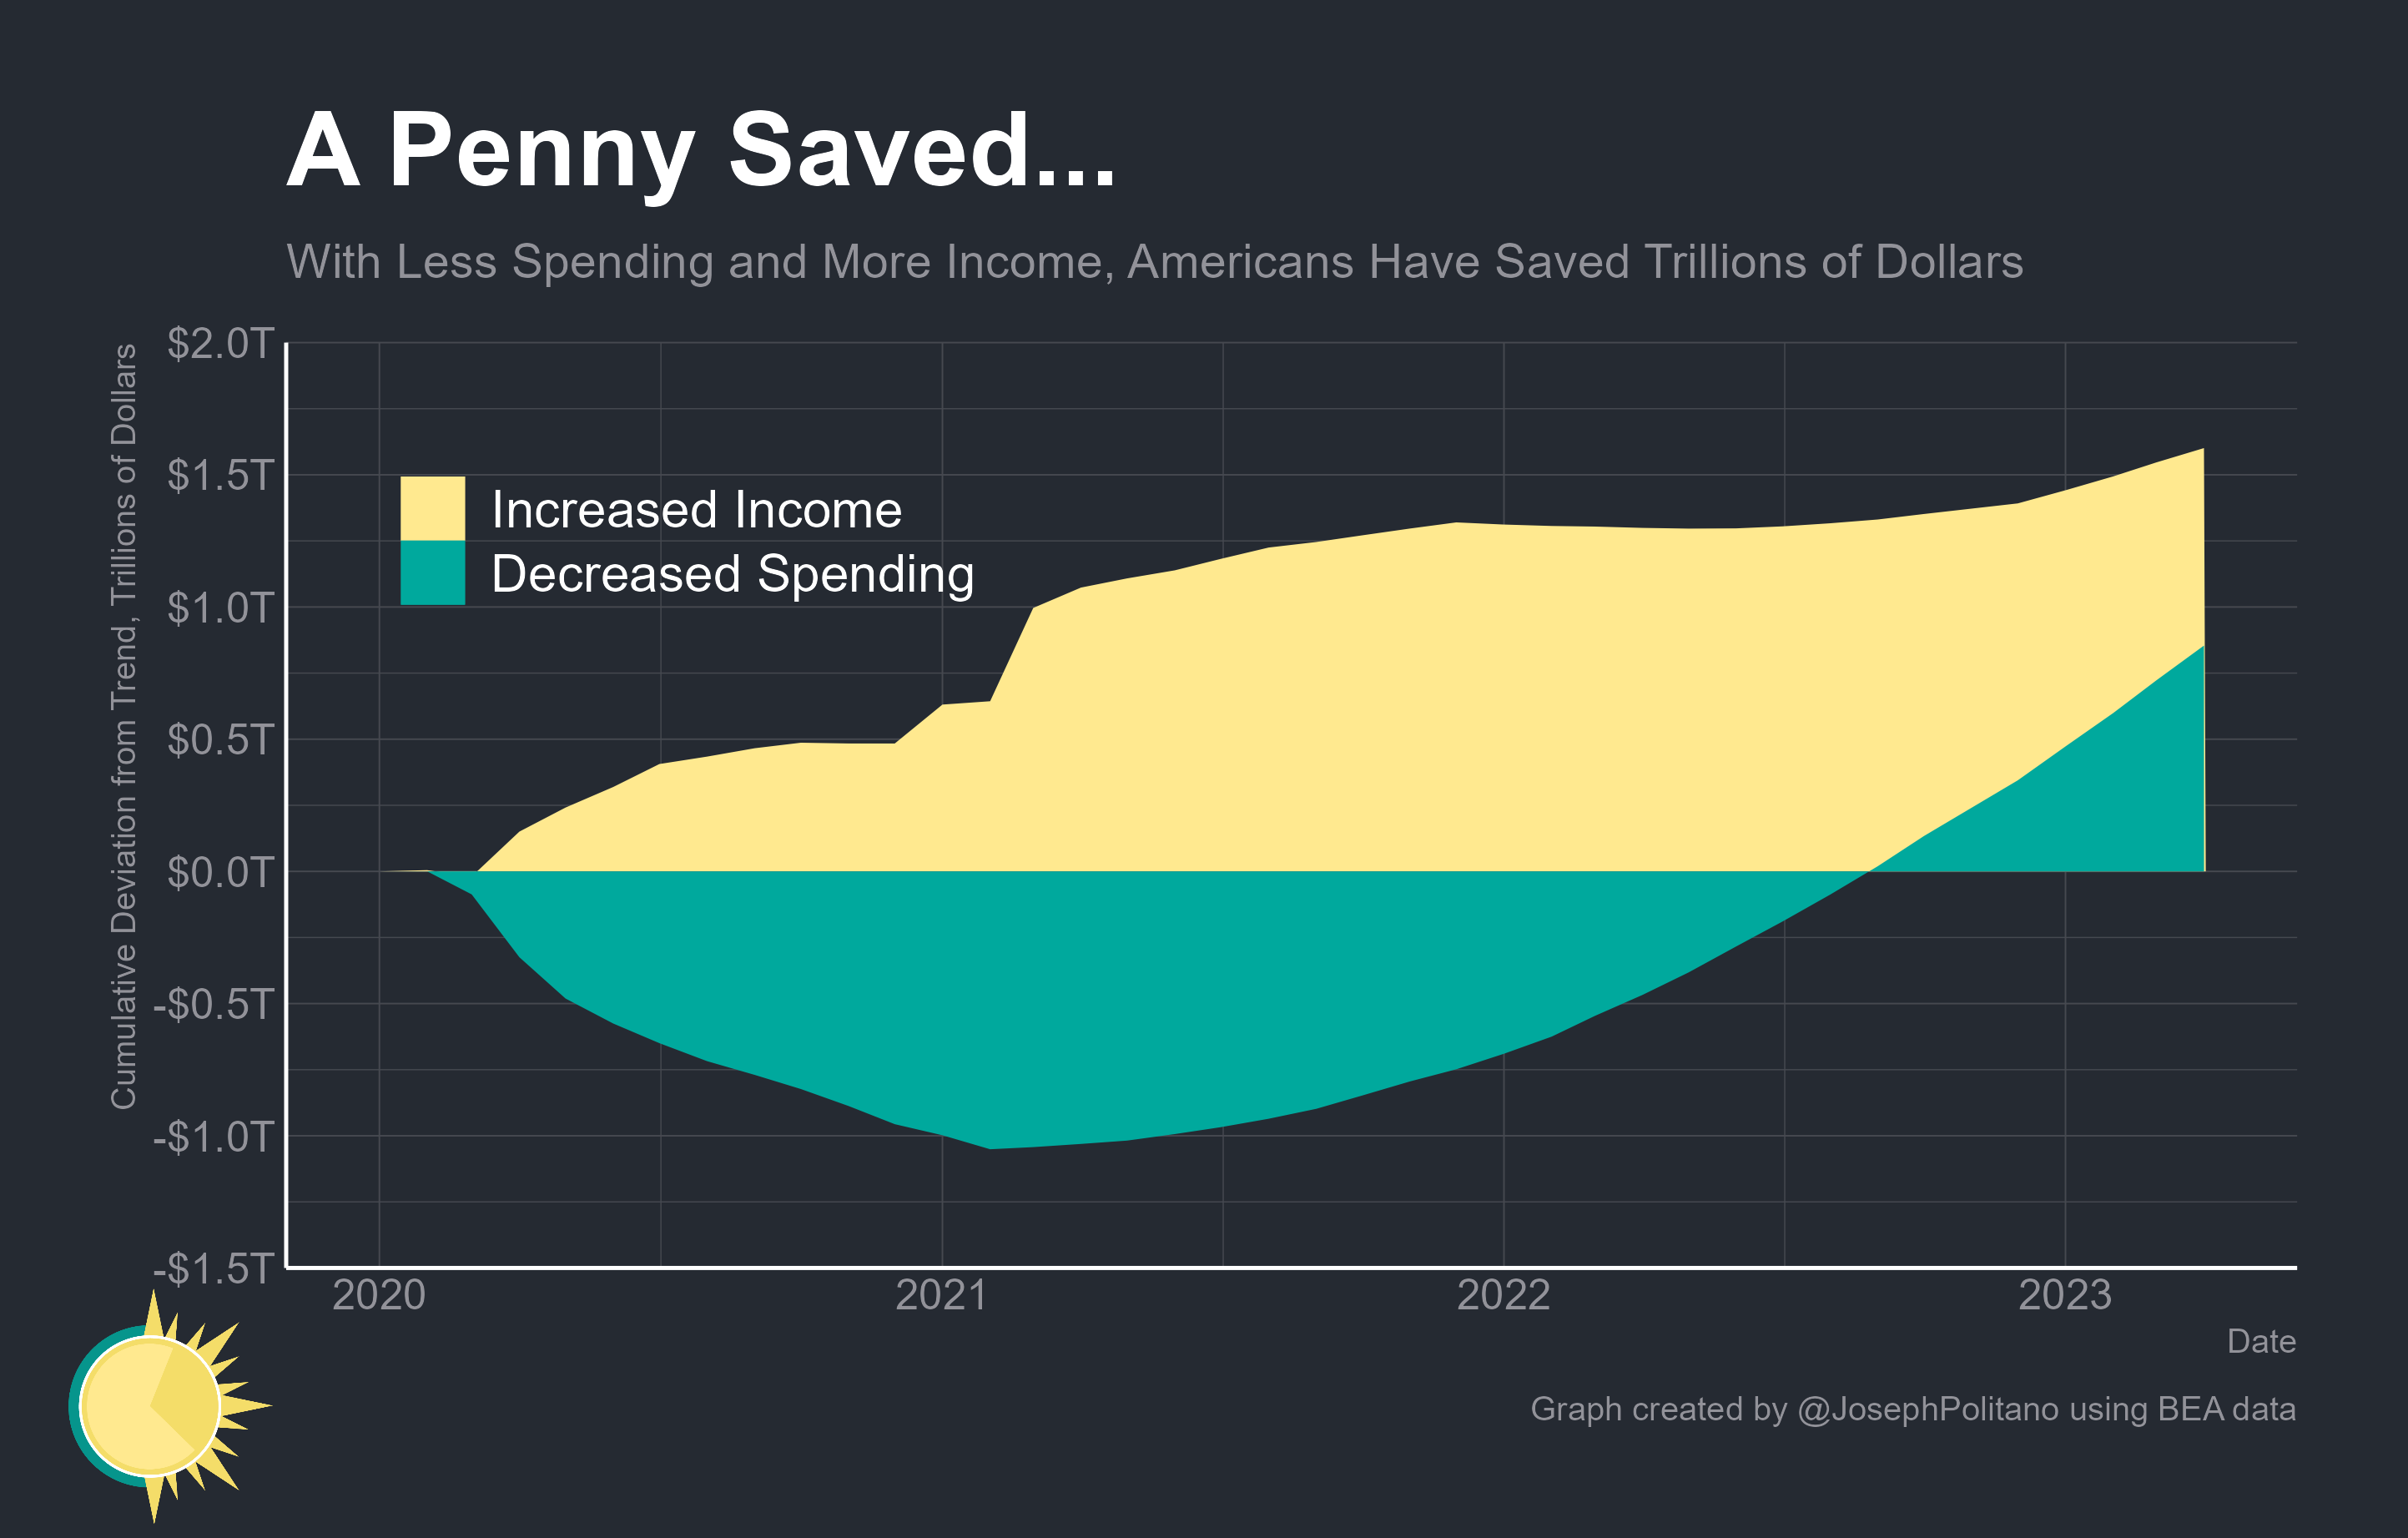 A Penny Saved...
With Less Spending and More Income, Americans Have Saved Trillions of Dollars
Cumulative Deviation from Trend, Trillions of Dollars
$2.0T
$1.5T
$1.0T
$0.5T
$0.0T
-$0.5T
-$1.0T
-$1.5T
Increased Income
Decreased Spending
2020 2021 2022 2023
Date
Graph created by @JosephPolitano using BEA data